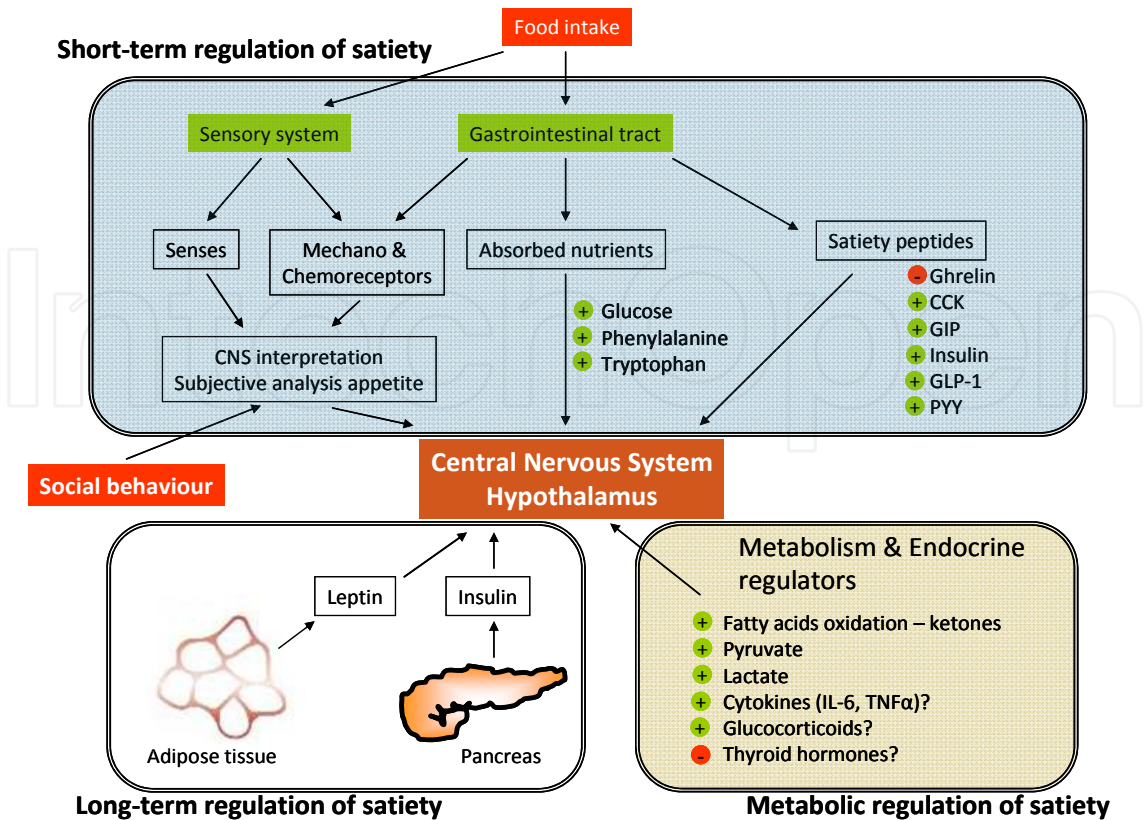 Food intake
Short-term regulation of satiety
Sensory system
Gastrointestinal tract
Senses
Mechano &
Chemoreceptors
Absorbed nutrients
Satiety peptides
- Ghrelin
+ CCK
+ GIP
+ Insulin
+ GLP-1
+ PYY
+ Glucose
+ Phenylalanine
+ Tryptophan
CNS interpretation
Subjective analysis appetite
Social behaviour
Central Nervous System
Hypothalamus
Leptin
Insulin
Adipose tissue
Pancreas
Long-term regulation of satiety
Metabolism & Endocrine
regulators
+ Fatty acids oxidation – ketones
+ Pyruvate
+ Lactate
+ Cytokines (IL-6, TNFα)?
+ Glucocorticoids?
- Thyroid hormones?
Metabolic regulation of satiety
IntechOpen